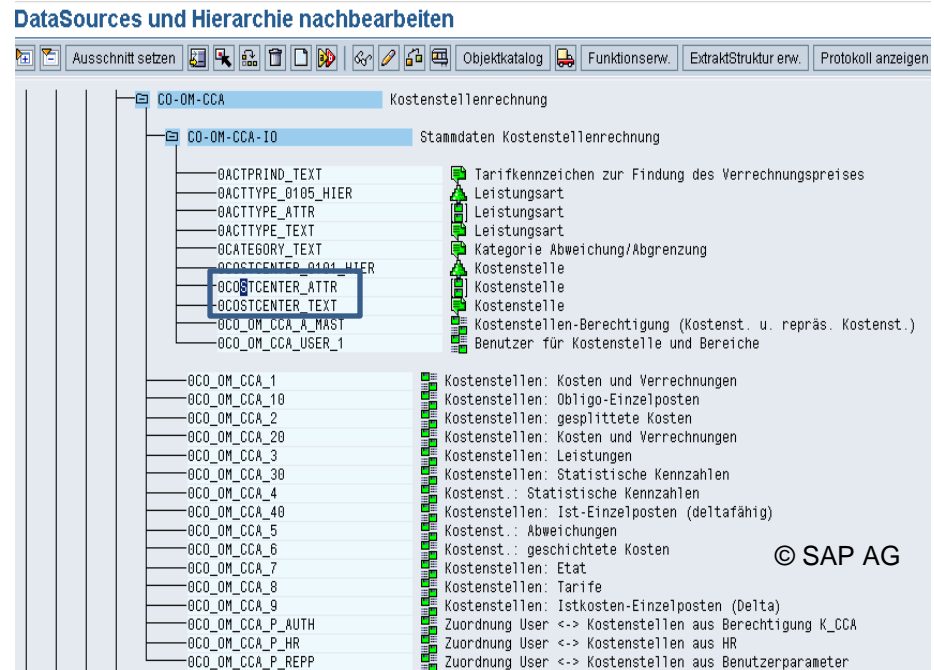 DataSources und Hierarchie nachbearbeiten
Ausschnitt setzen Objektkatalog Funktionserw. ExtraktStruktur erw. Protokoll anzeigen
CO-OM-CCA Kostenstellenrechnung
CO-OM-CCA-IO Stammdaten Kostenstellenrechnung
0ACTPRIND_TEXT Tarifkennzeichen zur Findung des Verrechnungspreises
0ACTTYPE_0105_HIER Leistungsart
0ACTTYPE_ATTR Leistungsart
0ACTTYPE_TEXT Leistungsart
0CATEGORY_TEXT Kategorie Abweichung/Abgrenzung
0COSTCENTER_0101_HIER Kostenstelle
0COSTCENTER_ATTR Kostenstelle
0COSTCENTER_TEXT Kostenstelle
0CO_OM_CCA_A_MAST Kostenstellen-Berechtigung (Kostenst. u. repräs. Kostenst.)
0CO_OM_CCA_USER_1 Benutzer für Kostenstelle und Bereiche
0CO_OM_CCA_1 Kostenstellen: Kosten und Verrechnungen
0CO_OM_CCA_10 Kostenstellen: Obligo-Einzelposten
0CO_OM_CCA_2 Kostenstellen: gesplittete Kosten
0CO_OM_CCA_20 Kostenstellen: Kosten und Verrechnungen
0CO_OM_CCA_3 Kostenstellen: Leistungen
0CO_OM_CCA_30 Kostenstellen: Statistische Kennzahlen
0CO_OM_CCA_4 Kostenst.: Statistische Kennzahlen
0CO_OM_CCA_40 Kostenstellen: Ist-Einzelposten (deltafähig)
0CO_OM_CCA_5 Kostenst.: Abweichungen
0CO_OM_CCA_6 Kostenst.: geschichtete Kosten
© SAP AG
0CO_OM_CCA_7 Kostenstellen: Etat
0CO_OM_CCA_8 Kostenstellen: Tarife
0CO_OM_CCA_9 Kostenstellen: Istkosten-Einzelposten (Delta)
0CO_OM_CCA_P_AUTH Zuordnung User <-> Kostenstellen aus Berechtigung K_CCA
0CO_OM_CCA_P_HR Zuordnung User <-> Kostenstellen aus HR
0CO_OM_CCA_P_REPP Zuordnung User <-> Kostenstellen aus Benutzerparameter